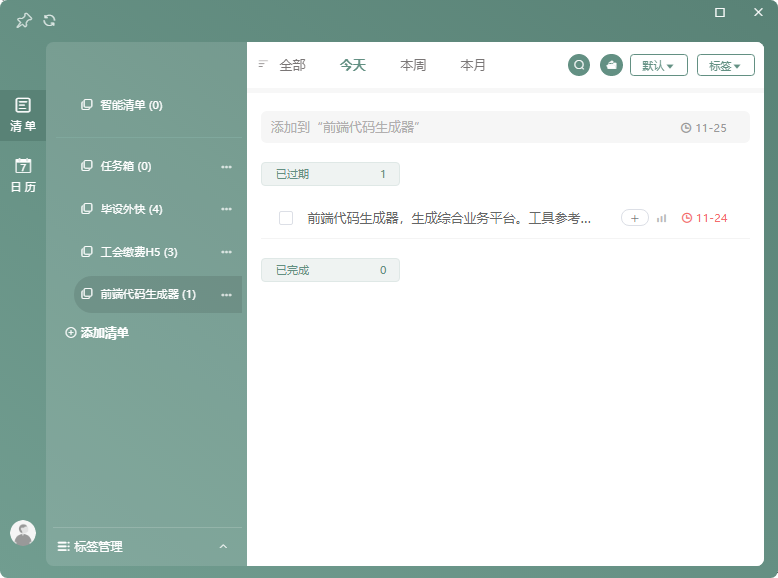 清单
7
日历
智能清单 (0)
任务箱 (0)
毕设外快 (4)
工会缴费H5 (3)
前端代码生成器 (1)
添加清单
标签管理
全部 今天 本周 本月 默认 标签
添加到“前端代码生成器” 11-25
已过期 1
前端代码生成器，生成综合业务平台。工具参考... + 11-24
已完成 0